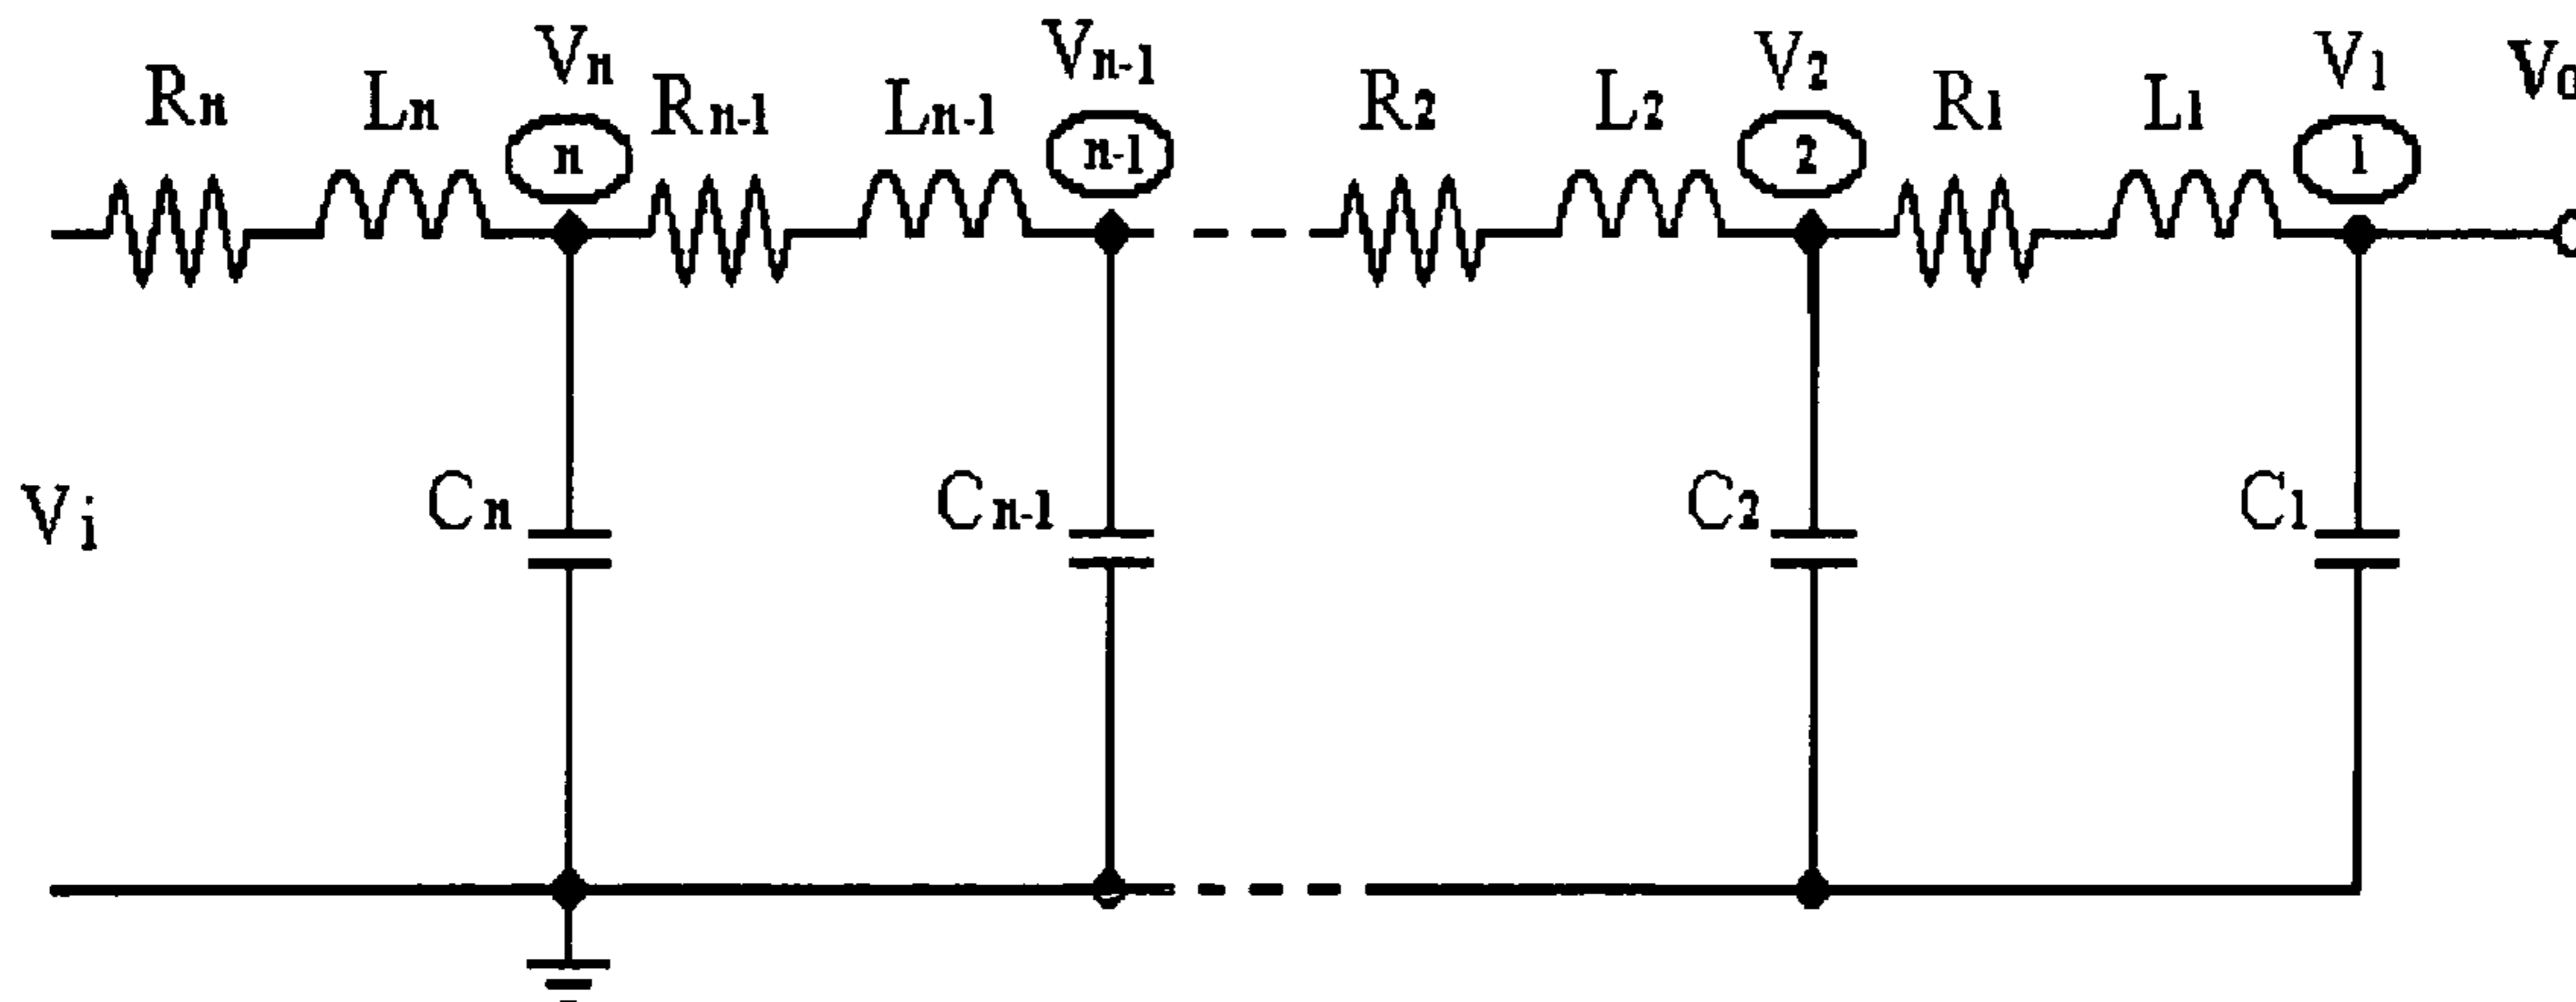 Vn Vn-1 V2 V1 V0
Rn Ln Rn-1 Ln-1 R2 L2 R1 L1
n n-1 2 1
Vi Cn Cn-1 C2 C1